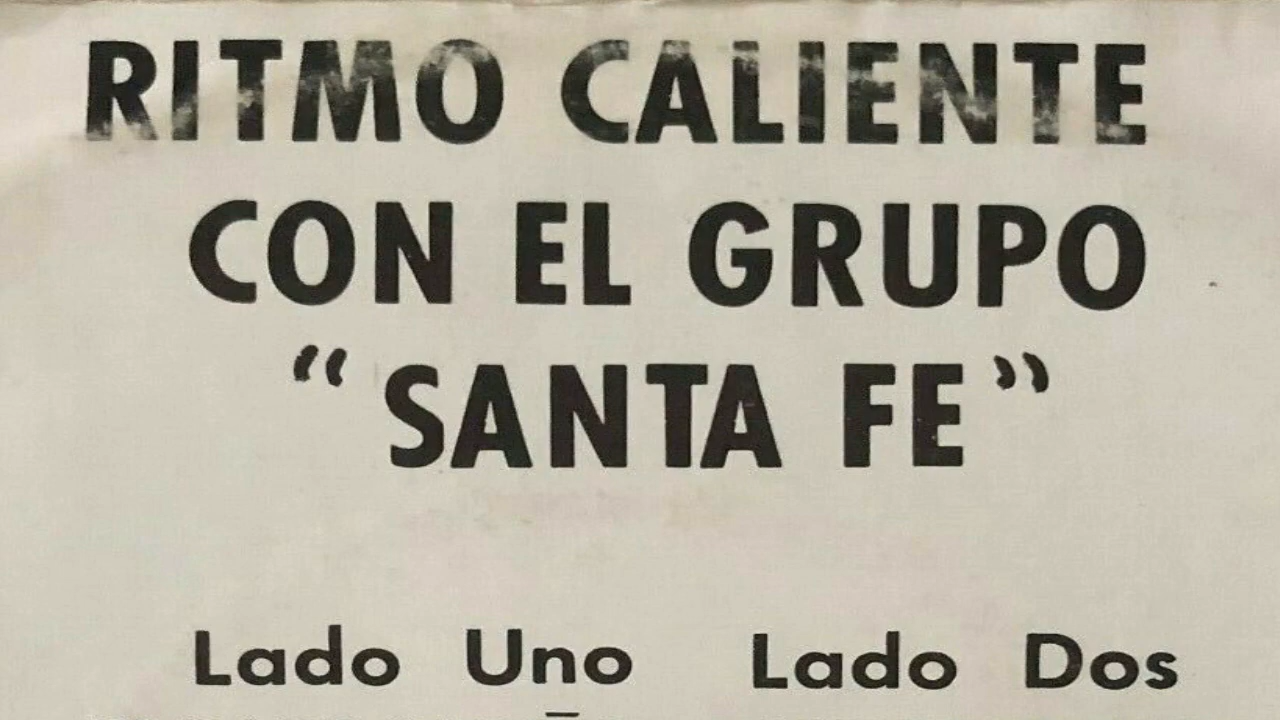 RITMO CALIENTE
CON EL GRUPO
“SANTA FE”
Lado Uno Lado Dos